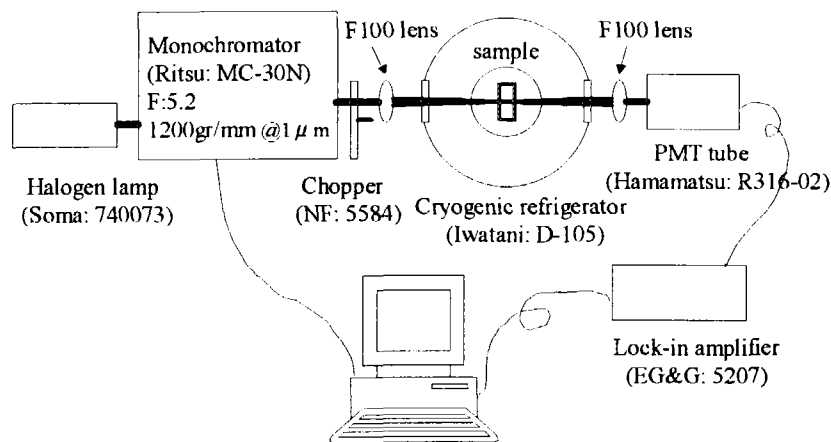 Monochromator
(Ritsu: MC-30N)
F:5.2
1200gr/mm @1μm
F100 lens
sample
F100 lens
Halogen lamp
(Soma: 740073)
Chopper
(NF: 5584)
Cryogenic refrigerator
(Iwatani: D-105)
PMT tube
(Hamamatsu: R316-02)
Lock-in amplifier
(EG&G: 5207)